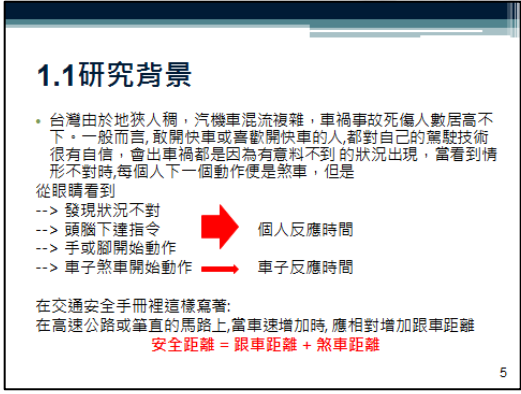 1.1研究背景
• 台灣由於地狹人稠，汽機車混流複雜，車禍事故死傷人數居高不
下。一般而言,敢開快車或喜歡開快車的人,都對自己的駕駛技術
很有自信，會出車禍都是因為有意料不到的狀況出現，當看到情
形不對時,每個人下一個動作便是煞車，但是
從眼睛看到
--> 發現狀況不對
--> 頭腦下達指令 個人反應時間
--> 手或腳開始動作
--> 車子煞車開始動作 車子反應時間
在交通安全手冊裡這樣寫著:
在高速公路或筆直的馬路上,當車速增加時, 應相對增加跟車距離
安全距離 = 跟車距離 + 煞車距離
5